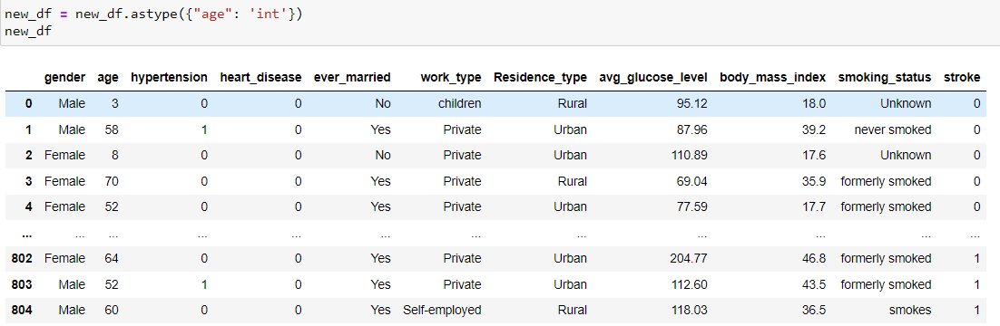 new_df = new_df.astype({"age": 'int'})
new_df
gender age hypertension heart_disease ever_married work_type Residence_type avg_glucose_level body_mass_index smoking_status stroke
0 Male 3 0 0 No children Rural 95.12 18.0 Unknown 0
1 Male 58 1 0 Yes Private Urban 87.96 39.2 never smoked 0
2 Female 8 0 0 No Private Urban 110.89 17.6 Unknown 0
3 Female 70 0 0 Yes Private Rural 69.04 35.9 formerly smoked 0
4 Female 52 0 0 Yes Private Urban 77.59 17.7 formerly smoked 0
... ... ... ... ... ... ... ... ... ... ... ...
802 Female 64 0 0 Yes Private Urban 204.77 46.8 formerly smoked 1
803 Male 52 1 0 Yes Private Urban 112.60 43.5 formerly smoked 1
804 Male 60 0 0 Yes Self-employed Rural 118.03 36.5 smokes 1